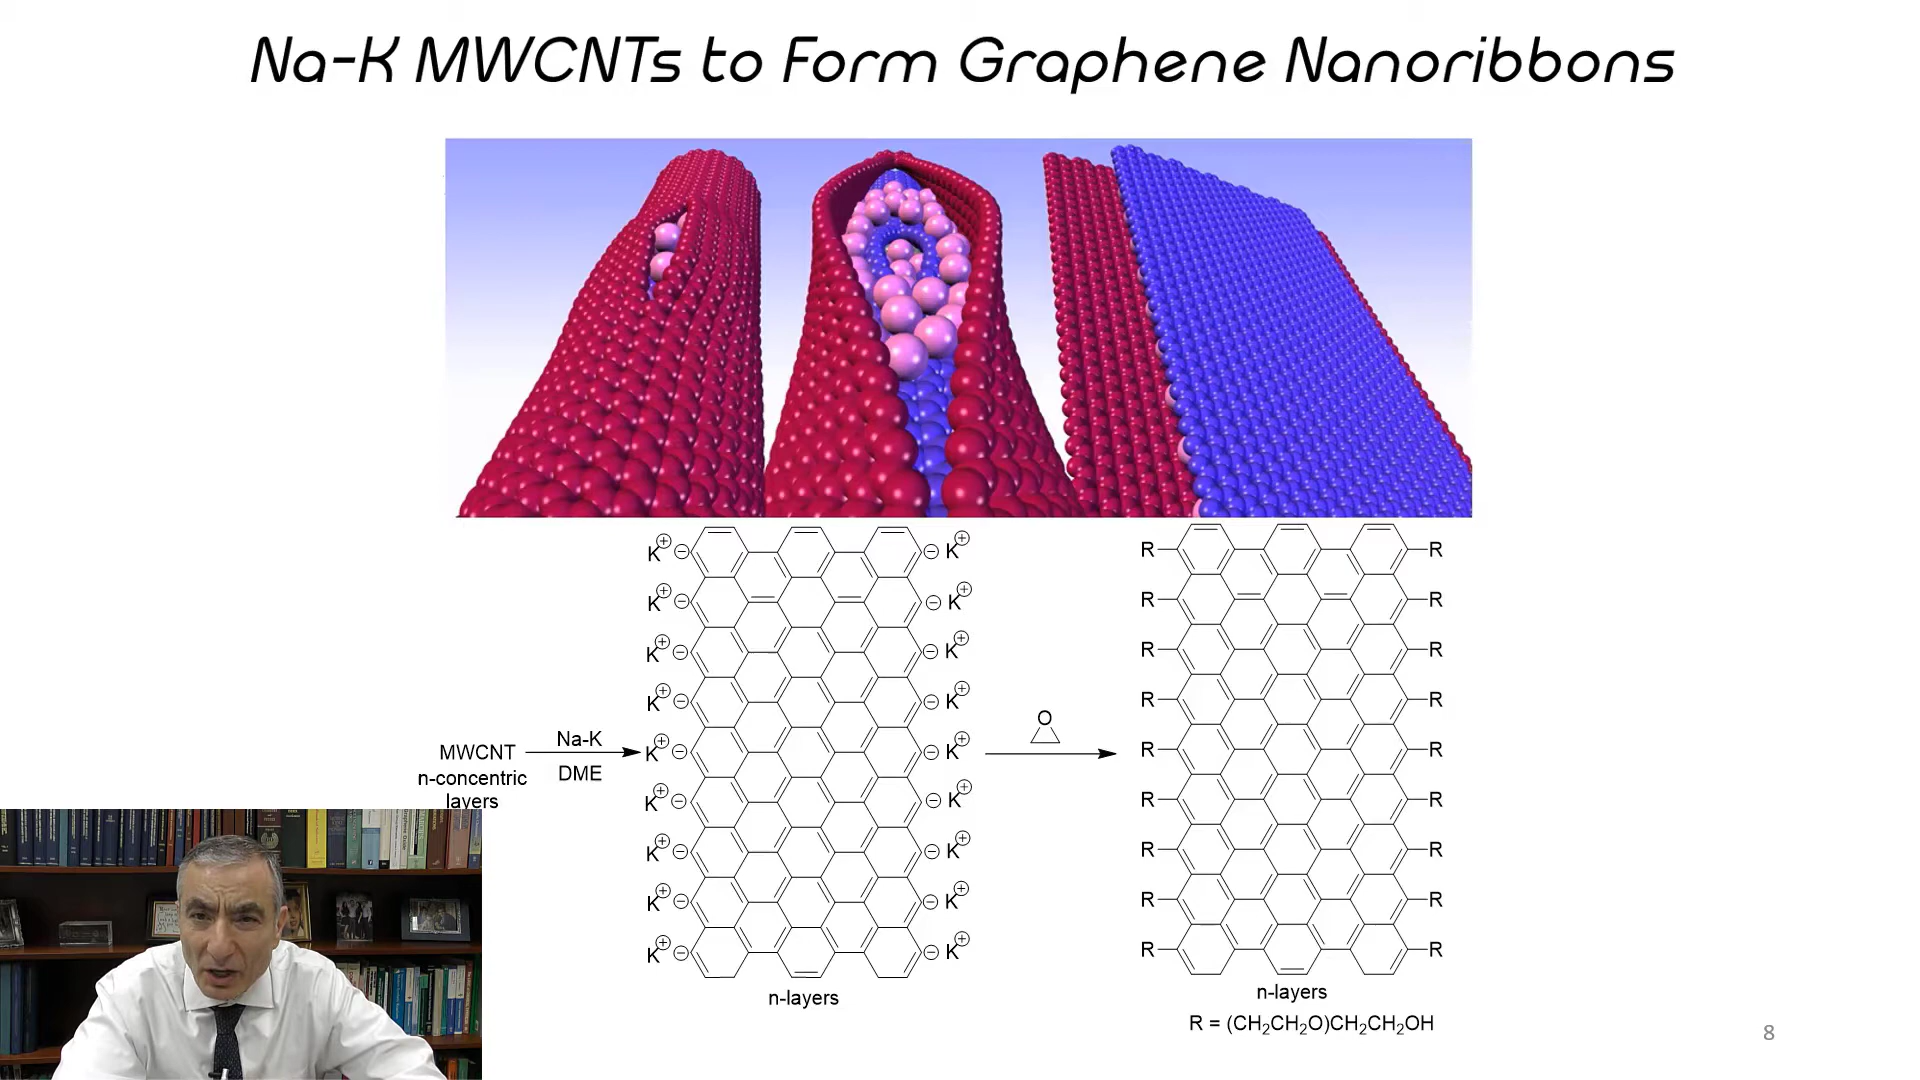 Na-K MWCNTs to Form Graphene Nanoribbons
K⊕ ⊖ ⊖ K⊕ R R
K⊕ ⊖ ⊖ K⊕ R R
K⊕ ⊖ ⊖ K⊕ R R
K⊕ ⊖ ⊖ K⊕ R R
MWCNT
n-concentric
layers
Na-K
DME
K⊕ ⊖ ⊖ K⊕ O R R
K⊕ ⊖ ⊖ K⊕ R R
K⊕ ⊖ ⊖ K⊕ R R
K⊕ ⊖ ⊖ K⊕ R R
K⊕ ⊖ ⊖ K⊕ R R
n-layers
n-layers
R = (CH₂CH₂O)CH₂CH₂OH
8